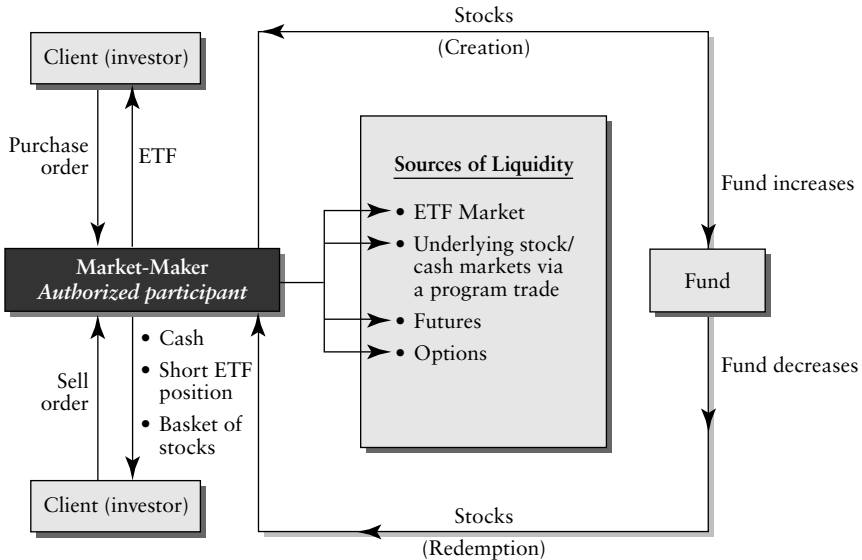 Stocks
(Creation)
Client (investor)
Purchase
order
ETF
Sources of Liquidity
• ETF Market
• Underlying stock/
cash markets via
a program trade
• Futures
• Options
Fund increases
Market-Maker
Authorized participant
Fund
Fund decreases
Sell
order
• Cash
• Short ETF
position
• Basket of
stocks
Client (investor)
Stocks
(Redemption)